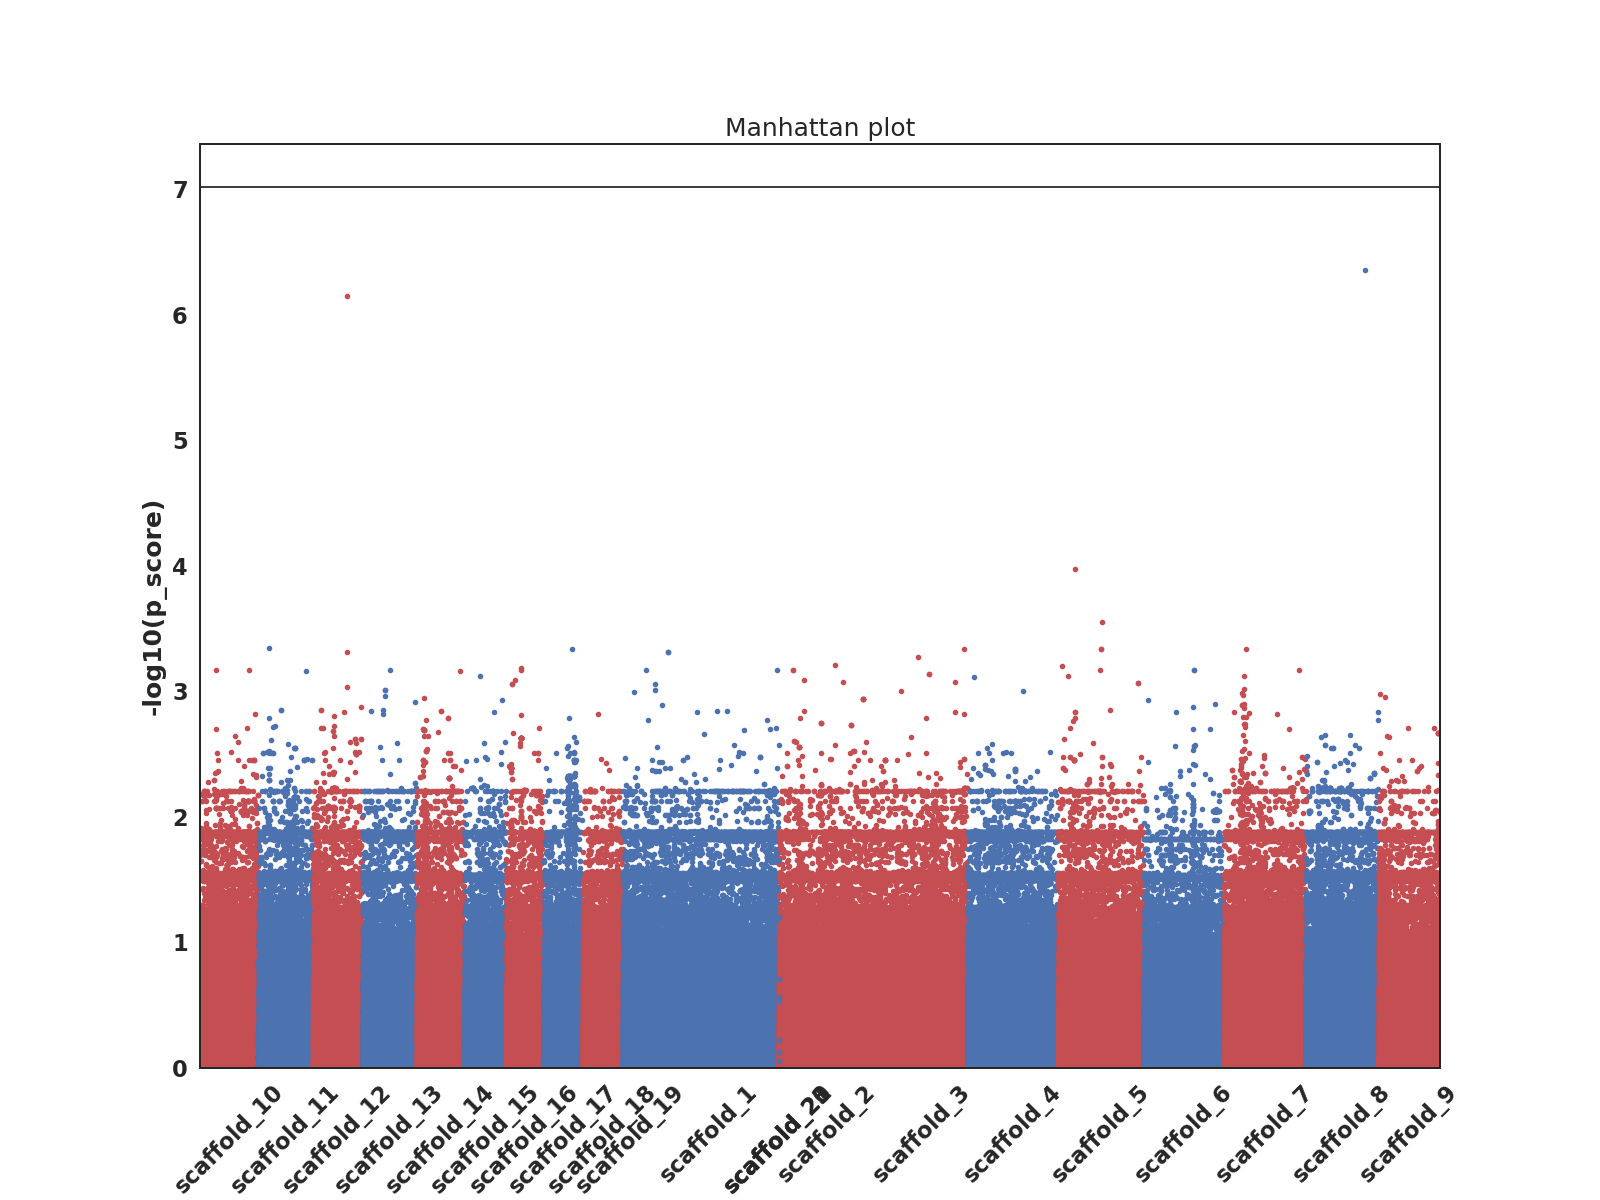 Manhattan plot
7
6
5
4
3
2
1
0
-log10(p_score)
scaffold_10
scaffold_11
scaffold_12
scaffold_13
scaffold_14
scaffold_15
scaffold_16
scaffold_17
scaffold_18
scaffold_19
scaffold_1
scaffold_2
scaffold_3
scaffold_4
scaffold_5
scaffold_6
scaffold_7
scaffold_8
scaffold_9